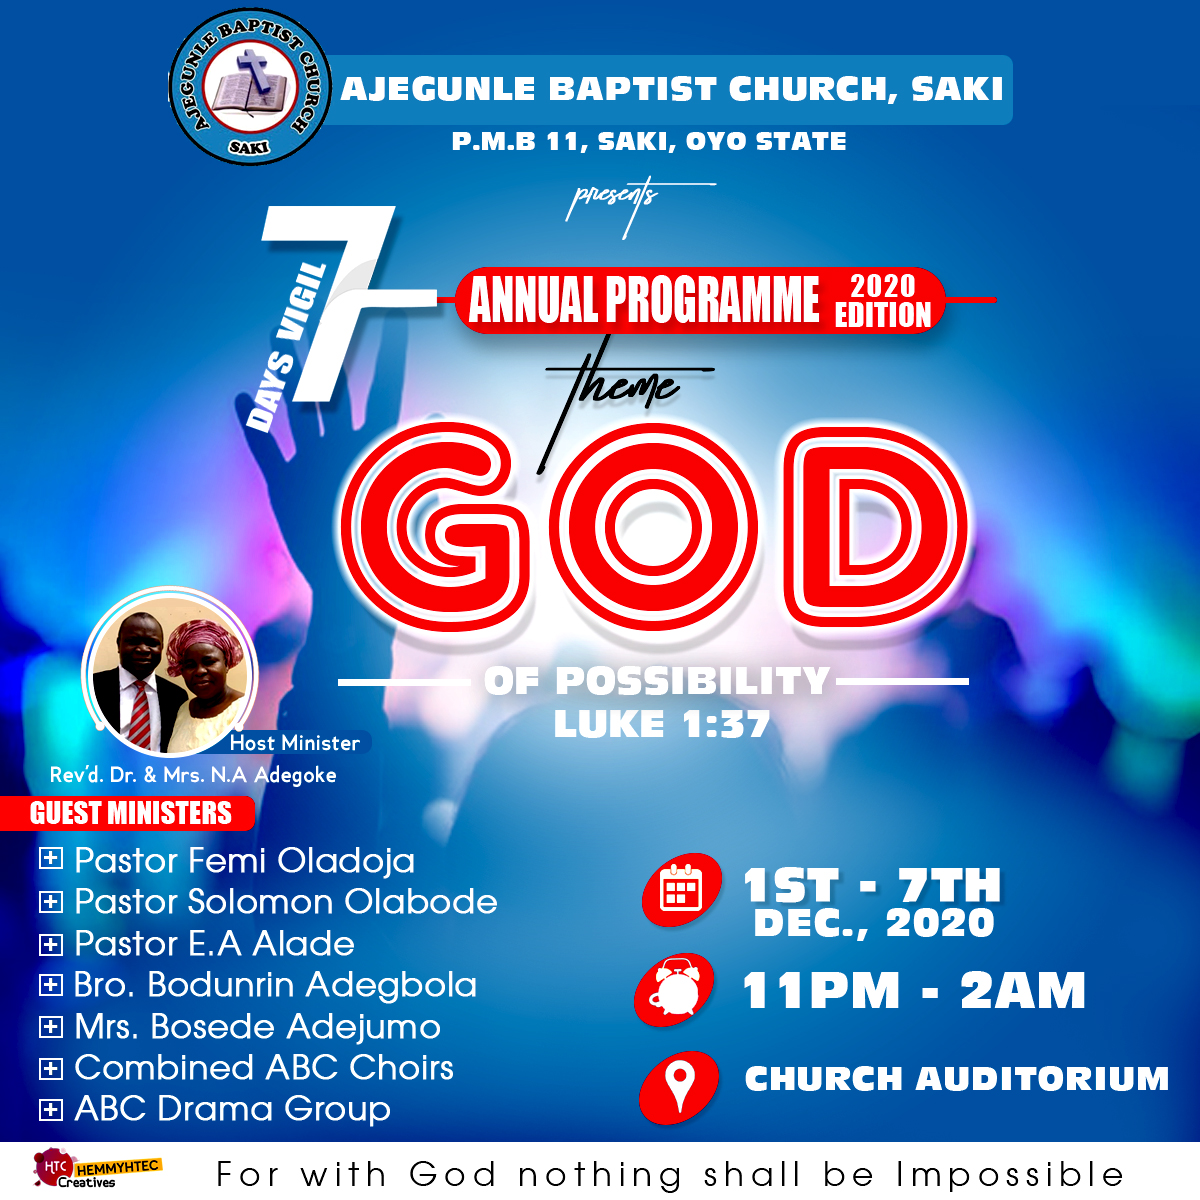 AJEGUNLE BAPTIST CHURCH
SAKI
AJEGUNLE BAPTIST CHURCH, SAKI
P.M.B 11, SAKI, OYO STATE
presents
7
DAYS VIGIL
ANNUAL PROGRAMME
2020
EDITION
theme
GOD
OF POSSIBILITY
LUKE 1:37
Host Minister
Rev'd. Dr. & Mrs. N.A Adegoke
GUEST MINISTERS
Pastor Femi Oladoja
Pastor Solomon Olabode
Pastor E.A Alade
Bro. Bodunrin Adegbola
Mrs. Bosede Adejumo
Combined ABC Choirs
ABC Drama Group
1ST - 7TH
DEC., 2020
11PM - 2AM
CHURCH AUDITORIUM
HTC
HEMMYHTEC
Creatives
For with God nothing shall be Impossible